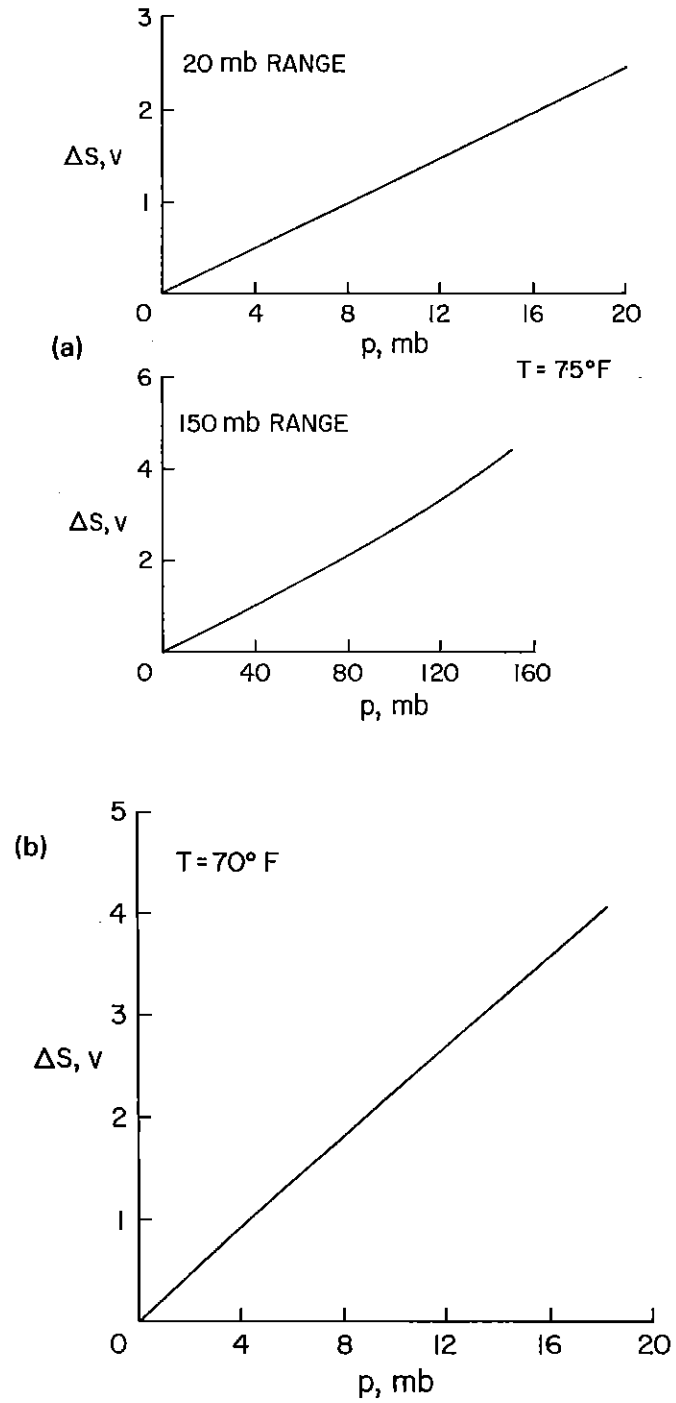 3
20 mb RANGE
2
ΔS, v
1
0 4 8 12 16 20
p, mb
(a)
T = 75°F
6
150 mb RANGE
4
ΔS, v
2
0 40 80 120 160
p, mb
5
(b)
T = 70° F
4
3
ΔS, v
2
1
0 4 8 12 16 20
p, mb